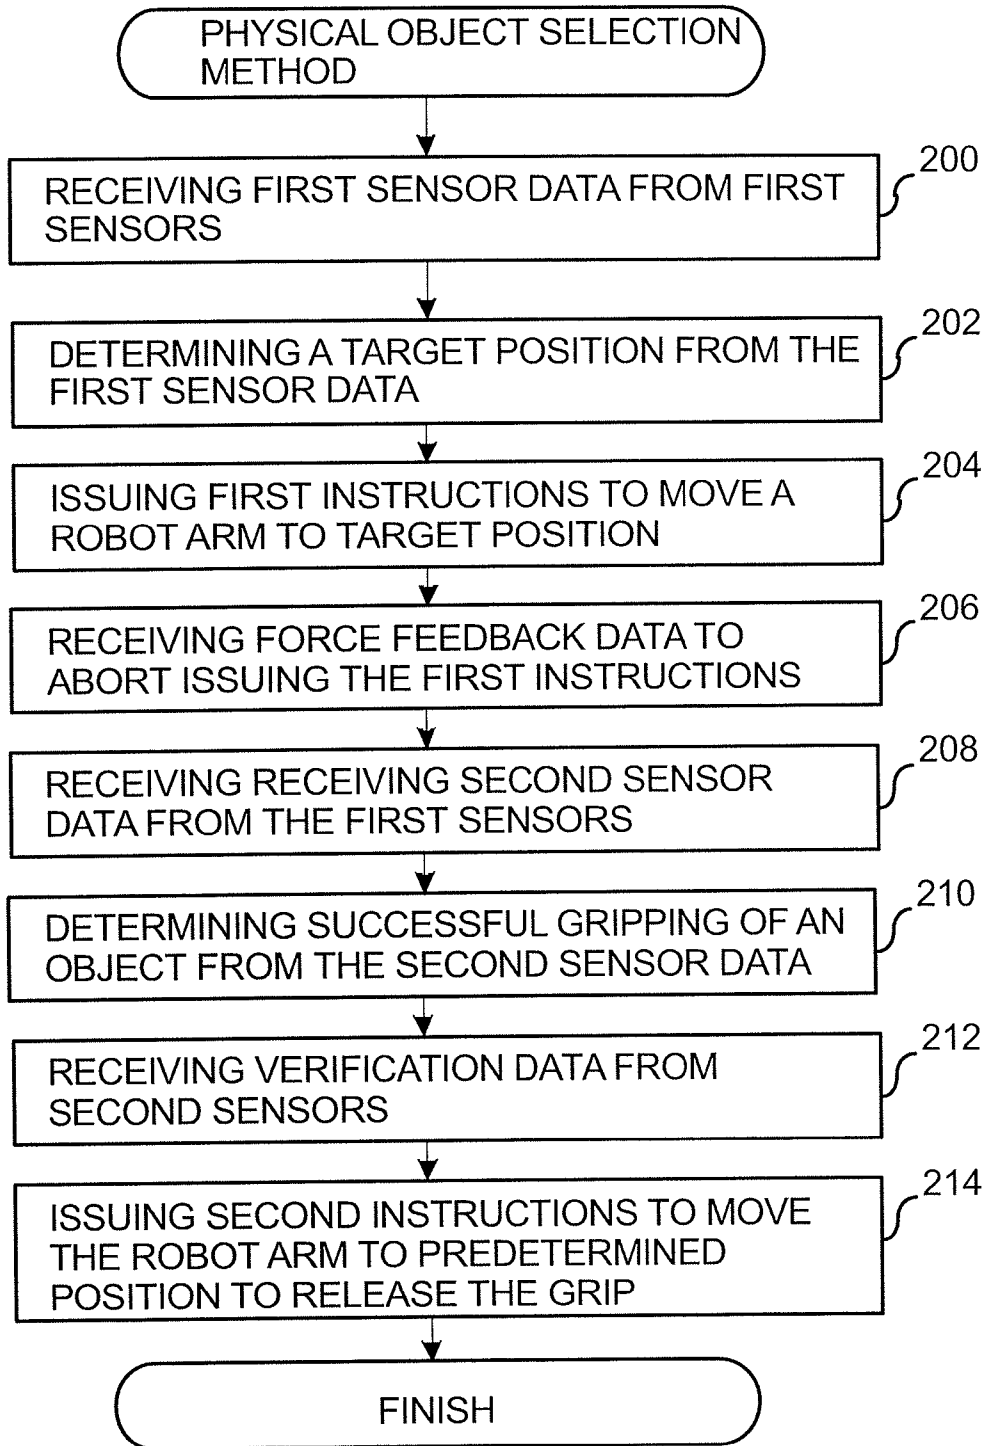 PHYSICAL OBJECT SELECTION
METHOD
200
RECEIVING FIRST SENSOR DATA FROM FIRST
SENSORS
202
DETERMINING A TARGET POSITION FROM THE
FIRST SENSOR DATA
204
ISSUING FIRST INSTRUCTIONS TO MOVE A
ROBOT ARM TO TARGET POSITION
206
RECEIVING FORCE FEEDBACK DATA TO
ABORT ISSUING THE FIRST INSTRUCTIONS
208
RECEIVING RECEIVING SECOND SENSOR
DATA FROM THE FIRST SENSORS
210
DETERMINING SUCCESSFUL GRIPPING OF AN
OBJECT FROM THE SECOND SENSOR DATA
212
RECEIVING VERIFICATION DATA FROM
SECOND SENSORS
214
ISSUING SECOND INSTRUCTIONS TO MOVE
THE ROBOT ARM TO PREDETERMINED
POSITION TO RELEASE THE GRIP
FINISH